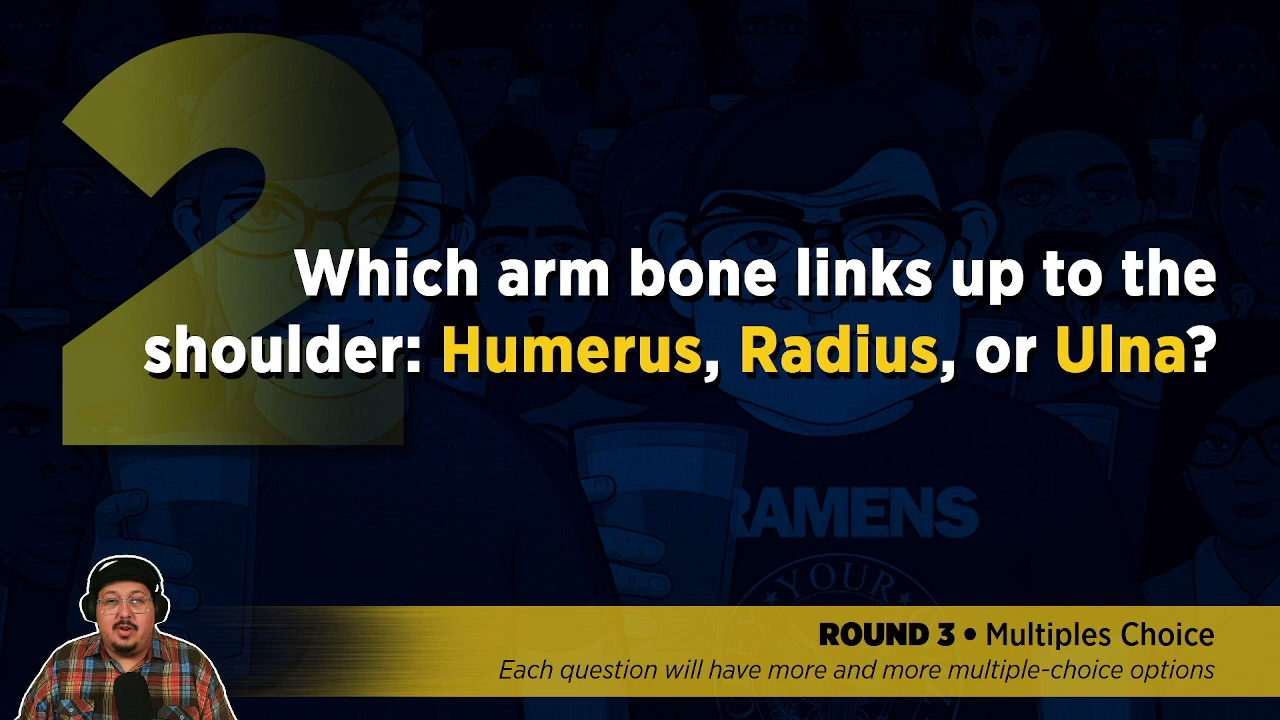 2
Which arm bone links up to the
shoulder: Humerus, Radius, or Ulna?
RAMENS
YOUR
ROUND 3 • Multiples Choice
Each question will have more and more multiple-choice options